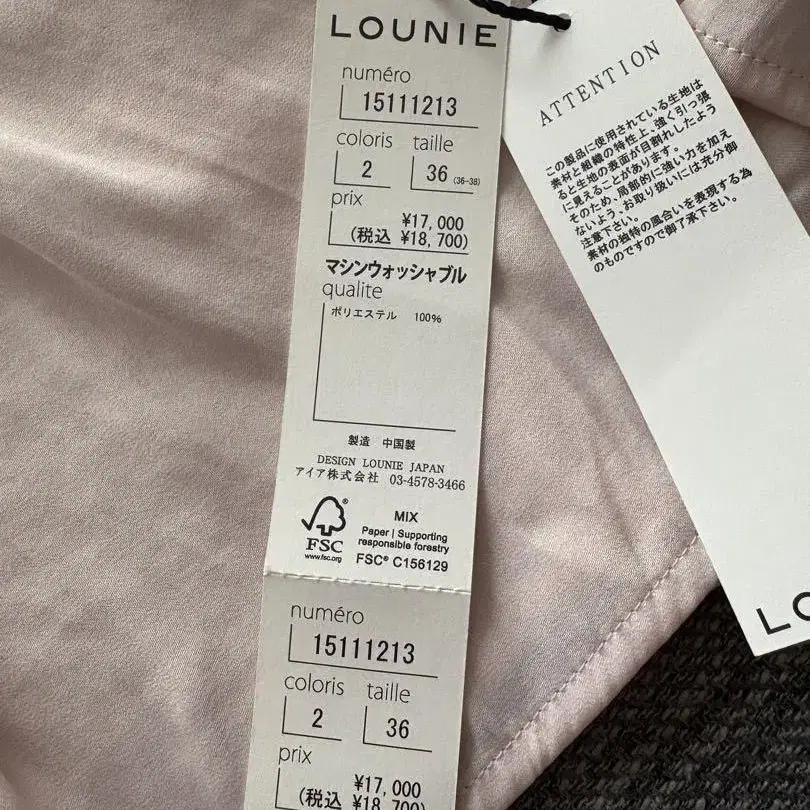 LOUNIE
numéro
15111213
coloris taille
2 36 (36-38)
prix
¥17,000
(税込 ¥18,700)
マシンウォッシャブル
qualite
ポリエステル 100%
製造 中国製
DESIGN LOUNIE JAPAN
アイア株式会社 03-4578-3466
FSC®
www.fsc.org
MIX
Paper | Supporting
responsible forestry
FSC® C156129
numéro
15111213
coloris taille
2 36
prix
¥17,000
(税込 ¥18,700)
ATTENTION
この製品に使用されている生地は
素材と組織の特性上、強く引っ張
ると生地の表面が目割れしたよう
に見えることがあります。
そのため、局部的に強い力を加え
ないよう、お取り扱いには充分御
注意下さい。
素材の独特の風合いを表現する為
のものですので御了承下さい。
LO